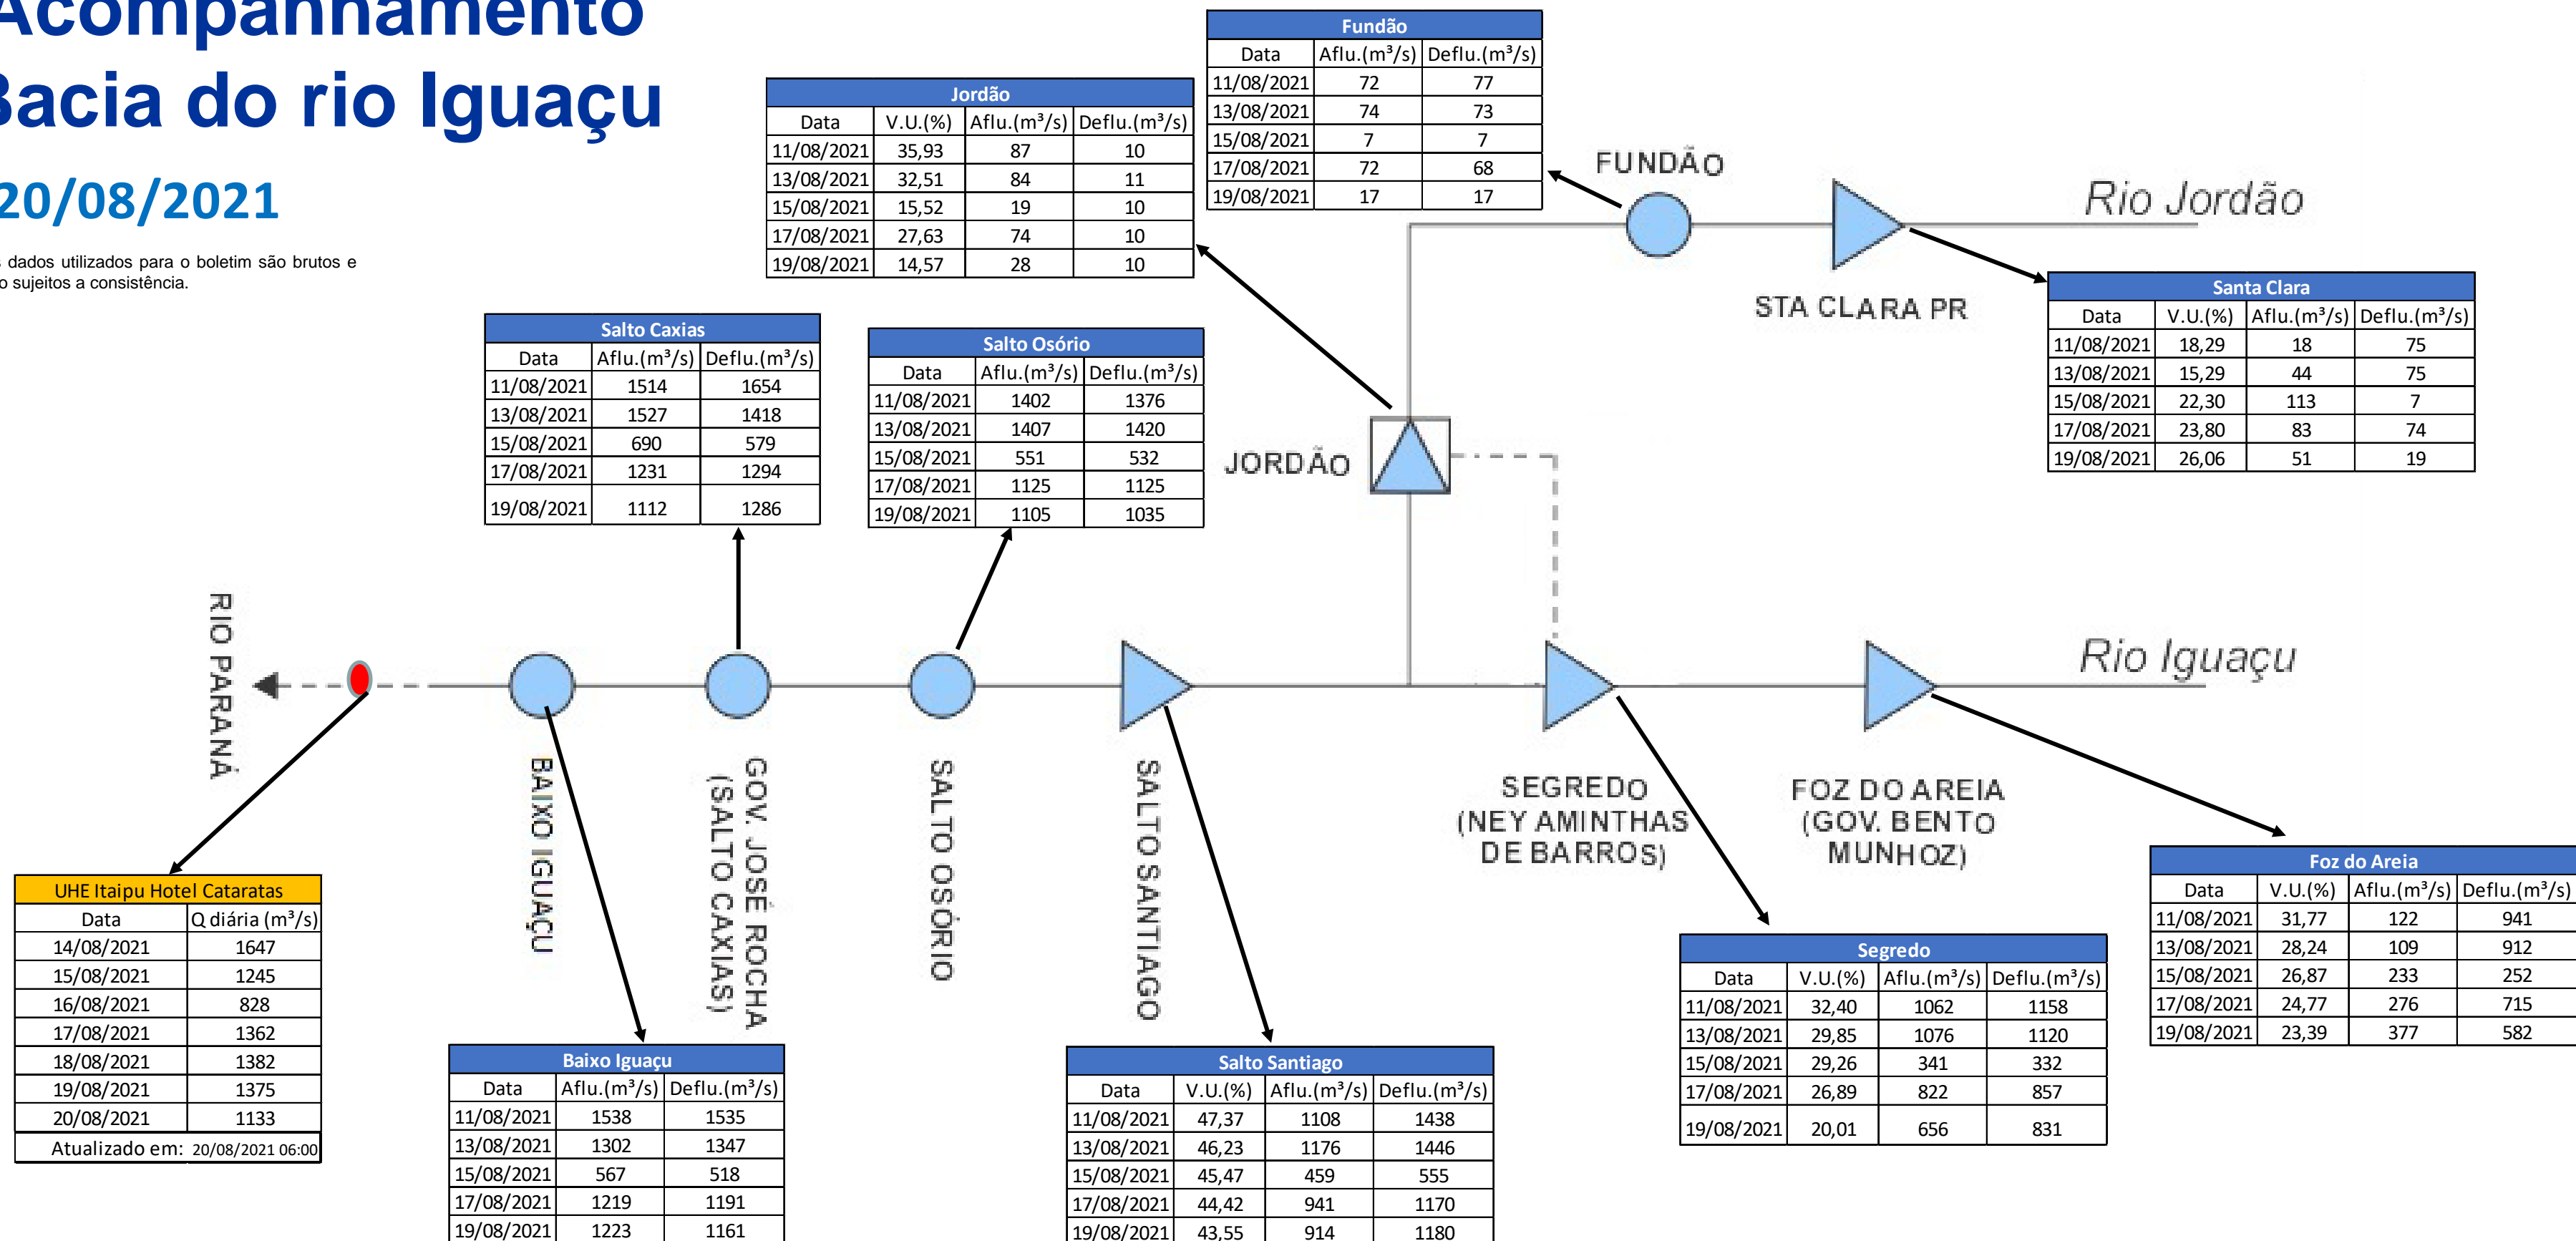 Acompanhamento
Bacia do rio Iguaçu
20/08/2021
s dados utilizados para o boletim são brutos e
o sujeitos a consistência.
Fundão
Data Aflu.(m³/s) Deflu.(m³/s)
11/08/2021 72 77
13/08/2021 74 73
15/08/2021 7 7
17/08/2021 72 68
19/08/2021 17 17
Jordão
Data V.U.(%) Aflu.(m³/s) Deflu.(m³/s)
11/08/2021 35,93 87 10
13/08/2021 32,51 84 11
15/08/2021 15,52 19 10
17/08/2021 27,63 74 10
19/08/2021 14,57 28 10
FUNDÃO
Rio Jordão
STA CLARA PR
Santa Clara
Data V.U.(%) Aflu.(m³/s) Deflu.(m³/s)
11/08/2021 18,29 18 75
13/08/2021 15,29 44 75
15/08/2021 22,30 113 7
17/08/2021 23,80 83 74
19/08/2021 26,06 51 19
Salto Caxias
Data Aflu.(m³/s) Deflu.(m³/s)
11/08/2021 1514 1654
13/08/2021 1527 1418
15/08/2021 690 579
17/08/2021 1231 1294
19/08/2021 1112 1286
Salto Osório
Data Aflu.(m³/s) Deflu.(m³/s)
11/08/2021 1402 1376
13/08/2021 1407 1420
15/08/2021 551 532
17/08/2021 1125 1125
19/08/2021 1105 1035
JORDÃO
RIO PARANÁ
Rio Iguaçu
BAIXO IGUAÇU
GOV. JOSÉ ROCHA
(SALTO CAXIAS)
SALTO OSÓRIO
SALTO SANTIAGO
SEGREDO
(NEY AMINTHAS
DE BARROS)
FOZ DO AREIA
(GOV. BENTO
MUNHOZ)
UHE Itaipu Hotel Cataratas
Data Q diária (m³/s)
14/08/2021 1647
15/08/2021 1245
16/08/2021 828
17/08/2021 1362
18/08/2021 1382
19/08/2021 1375
20/08/2021 1133
Atualizado em: 20/08/2021 06:00
Baixo Iguaçu
Data Aflu.(m³/s) Deflu.(m³/s)
11/08/2021 1538 1535
13/08/2021 1302 1347
15/08/2021 567 518
17/08/2021 1219 1191
19/08/2021 1223 1161
Salto Santiago
Data V.U.(%) Aflu.(m³/s) Deflu.(m³/s)
11/08/2021 47,37 1108 1438
13/08/2021 46,23 1176 1446
15/08/2021 45,47 459 555
17/08/2021 44,42 941 1170
19/08/2021 43,55 914 1180
Segredo
Data V.U.(%) Aflu.(m³/s) Deflu.(m³/s)
11/08/2021 32,40 1062 1158
13/08/2021 29,85 1076 1120
15/08/2021 29,26 341 332
17/08/2021 26,89 822 857
19/08/2021 20,01 656 831
Foz do Areia
Data V.U.(%) Aflu.(m³/s) Deflu.(m³/s)
11/08/2021 31,77 122 941
13/08/2021 28,24 109 912
15/08/2021 26,87 233 252
17/08/2021 24,77 276 715
19/08/2021 23,39 377 582